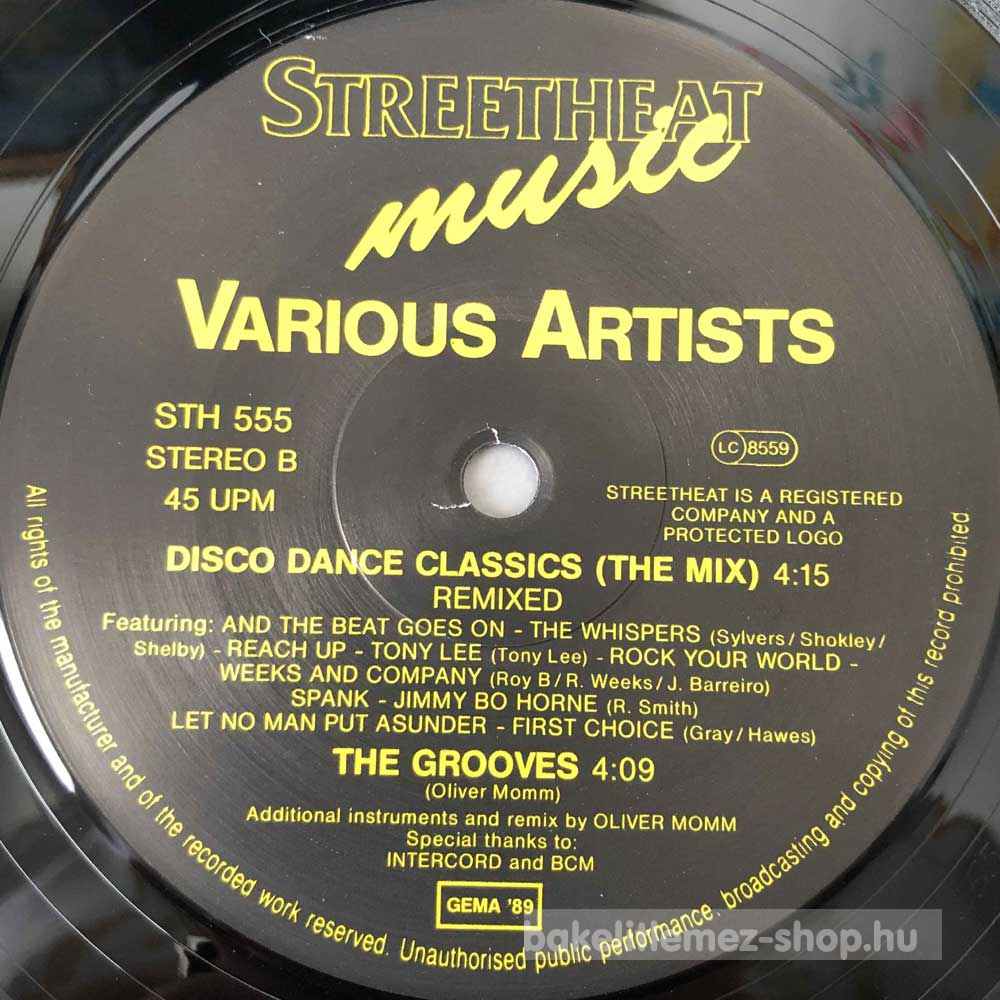 STREETHEAT
music
VARIOUS ARTISTS
STH 555
STEREO B
45 UPM
LC 8559
STREETHEAT IS A REGISTERED
COMPANY AND A
PROTECTED LOGO
DISCO DANCE CLASSICS (THE MIX) 4:15
REMIXED
Featuring: AND THE BEAT GOES ON - THE WHISPERS (Sylvers/Shokley/
Shelby) - REACH UP - TONY LEE (Tony Lee) - ROCK YOUR WORLD -
WEEKS AND COMPANY (Roy B/R. Weeks/J. Barreiro)
SPANK - JIMMY BO HORNE (R. Smith)
LET NO MAN PUT ASUNDER - FIRST CHOICE (Gray/Hawes)
THE GROOVES 4:09
(Oliver Momm)
Additional instruments and remix by OLIVER MOMM
Special thanks to:
INTERCORD and BCM
GEMA '89
All rights of the manufacturer and of the recorded work reserved. Unauthorised public performance, broadcasting and copying of this record prohibited.
bakelitlemez-shop.hu